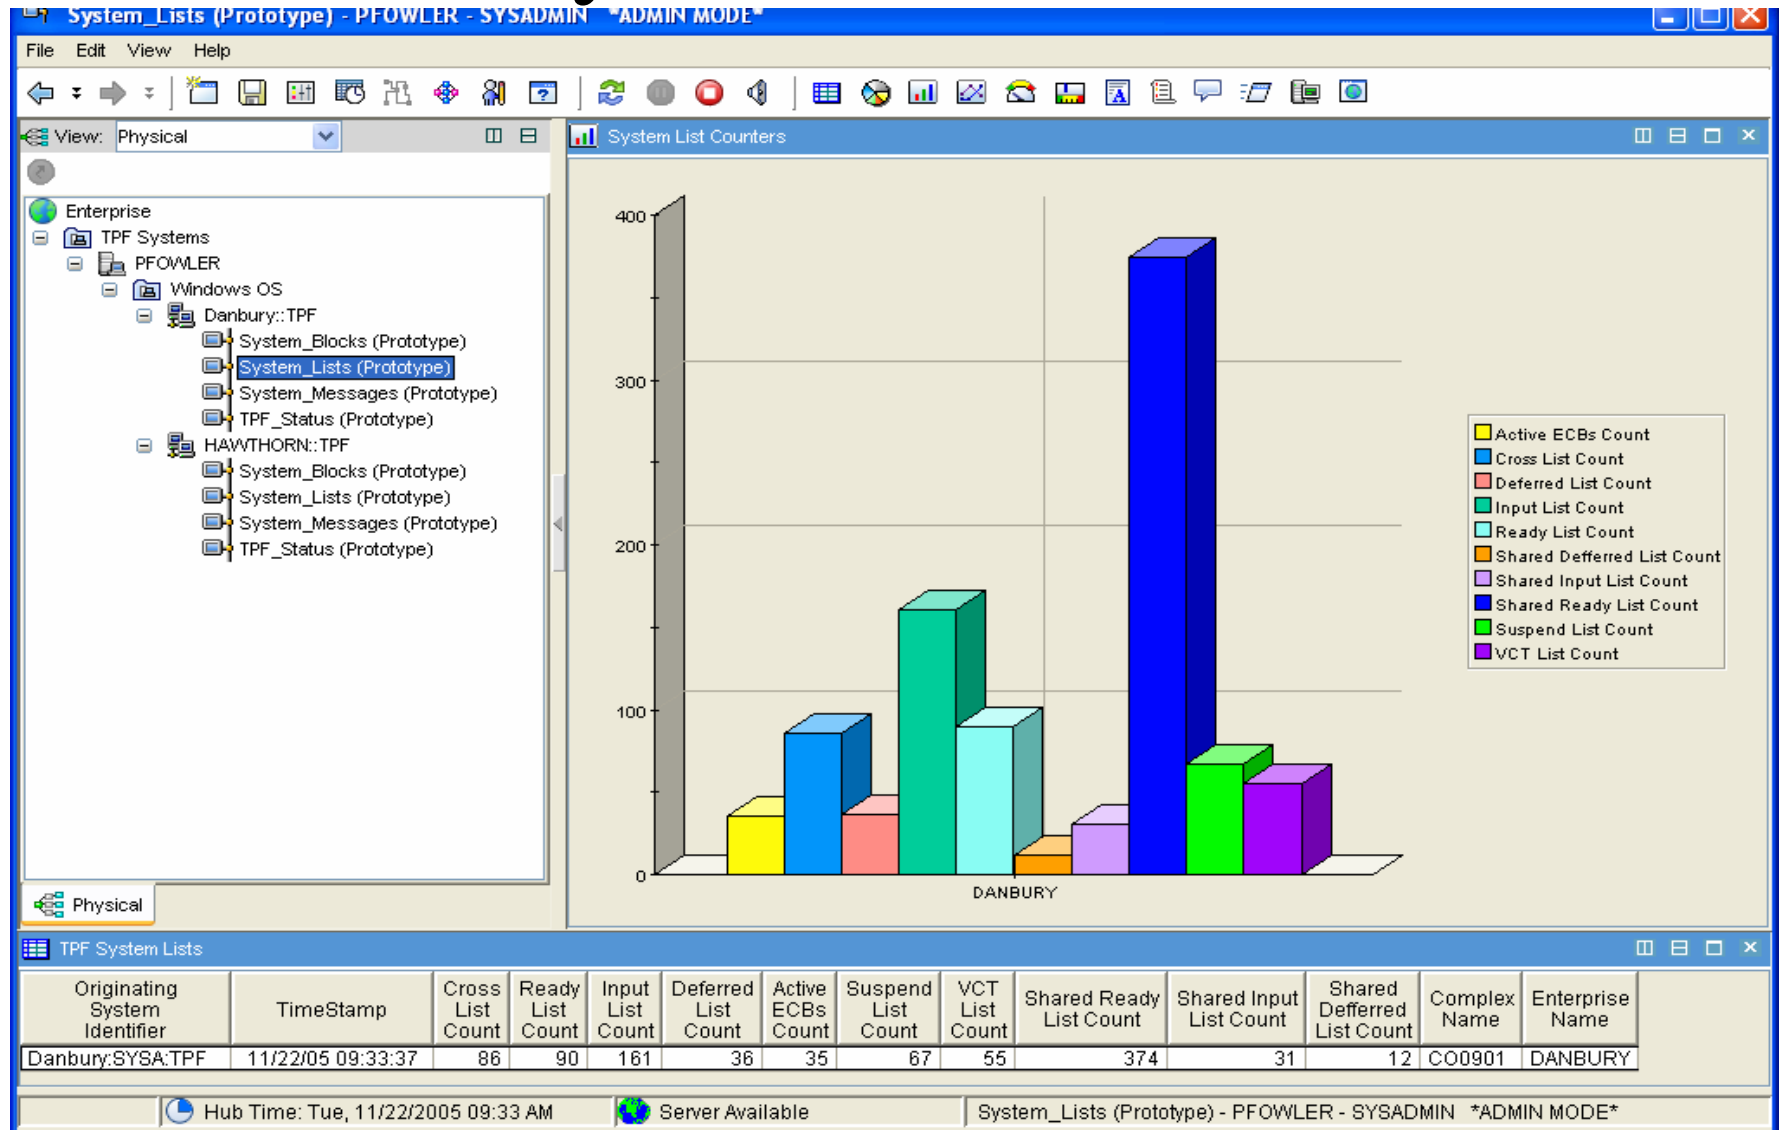 System_Lists (Prototype) - PFOWLER - SYSADMIN *ADMIN MODE*
File Edit View Help
View: Physical
System List Counters
Enterprise
TPF Systems
PFOWLER
Windows OS
Danbury::TPF
System_Blocks (Prototype)
System_Lists (Prototype)
System_Messages (Prototype)
TPF_Status (Prototype)
HAWTHORN::TPF
System_Blocks (Prototype)
System_Lists (Prototype)
System_Messages (Prototype)
TPF_Status (Prototype)
Physical
400
300
200
100
0
DANBURY
Active ECBs Count
Cross List Count
Deferred List Count
Input List Count
Ready List Count
Shared Defferred List Count
Shared Input List Count
Shared Ready List Count
Suspend List Count
VCT List Count
TPF System Lists
Originating System Identifier TimeStamp Cross List Count Ready List Count Input List Count Deferred List Count Active ECBs Count Suspend List Count VCT List Count Shared Ready List Count Shared Input List Count Shared Defferred List Count Complex Name Enterprise Name
Danbury:SYSA:TPF 11/22/05 09:33:37 86 90 161 36 35 67 55 374 31 12 CO0901 DANBURY
Hub Time: Tue, 11/22/2005 09:33 AM Server Available System_Lists (Prototype) - PFOWLER - SYSADMIN *ADMIN MODE*